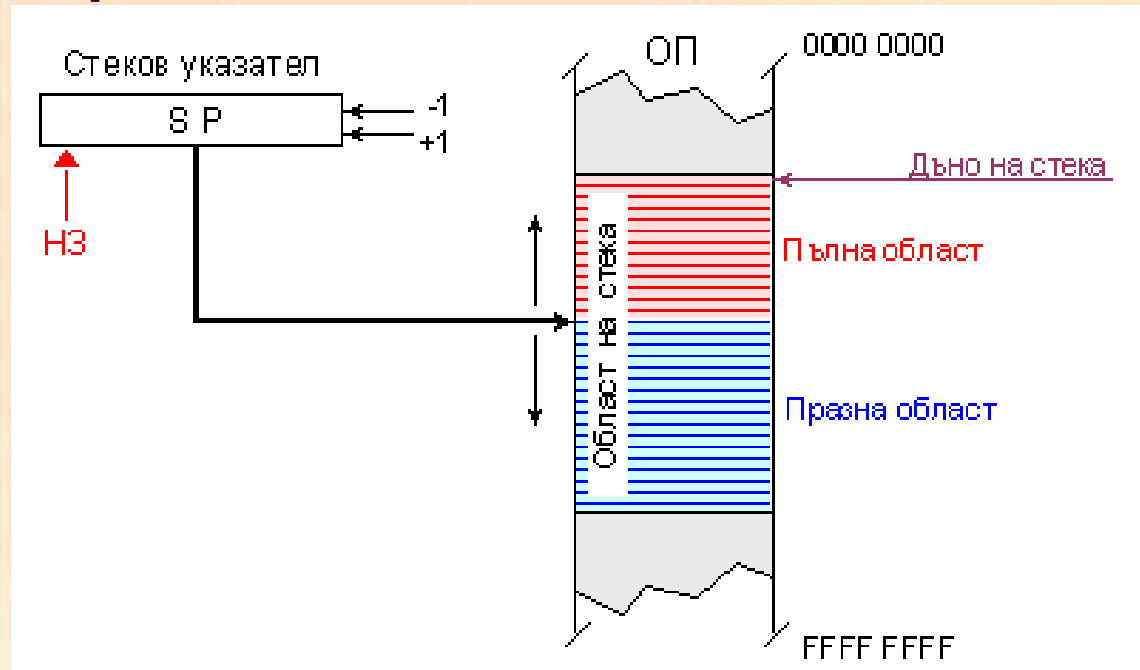 Стеков указател
S P
-1
+1
НЗ
ОП
0000 0000
Дъно на стека
Пълна област
Област на стека
Празна област
FFFF FFFF